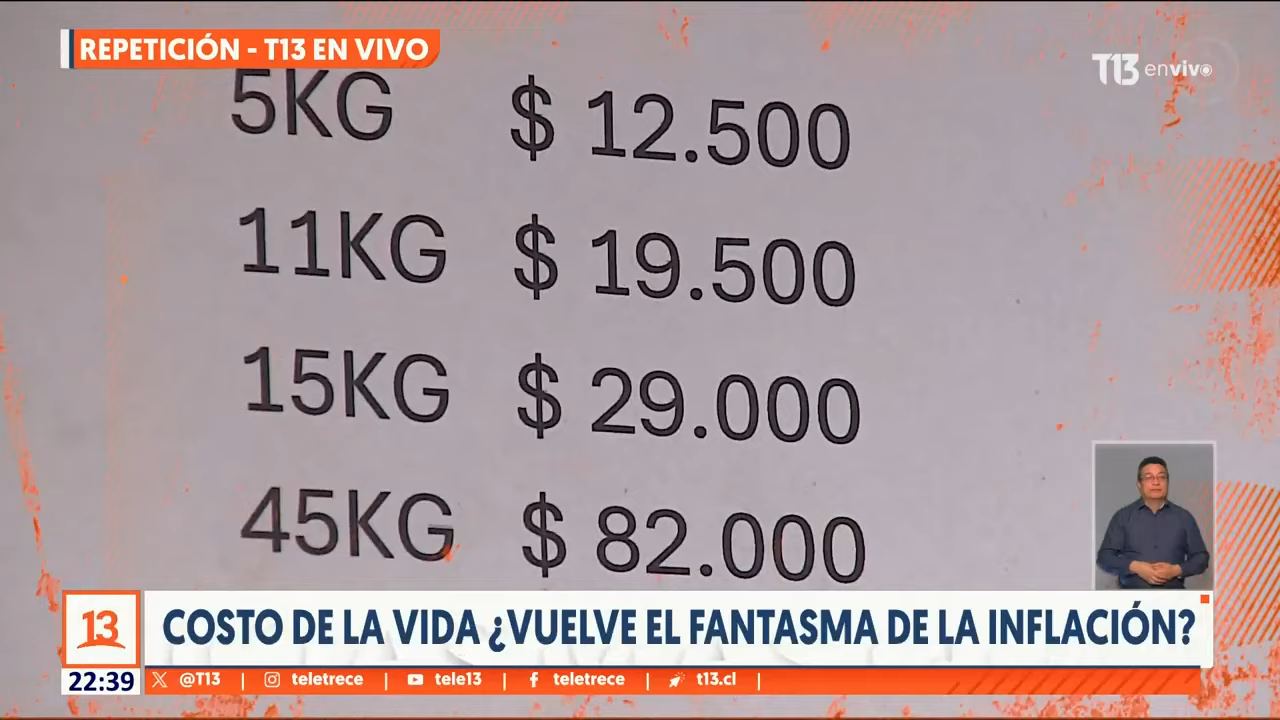 REPETICIÓN - T13 EN VIVO
T13 envivo
5KG $ 12.500
11KG $ 19.500
15KG $ 29.000
45KG $ 82.000
13 COSTO DE LA VIDA ¿VUELVE EL FANTASMA DE LA INFLACIÓN?
22:39 @T13 | teletrece | tele13 | teletrece | t13.cl |